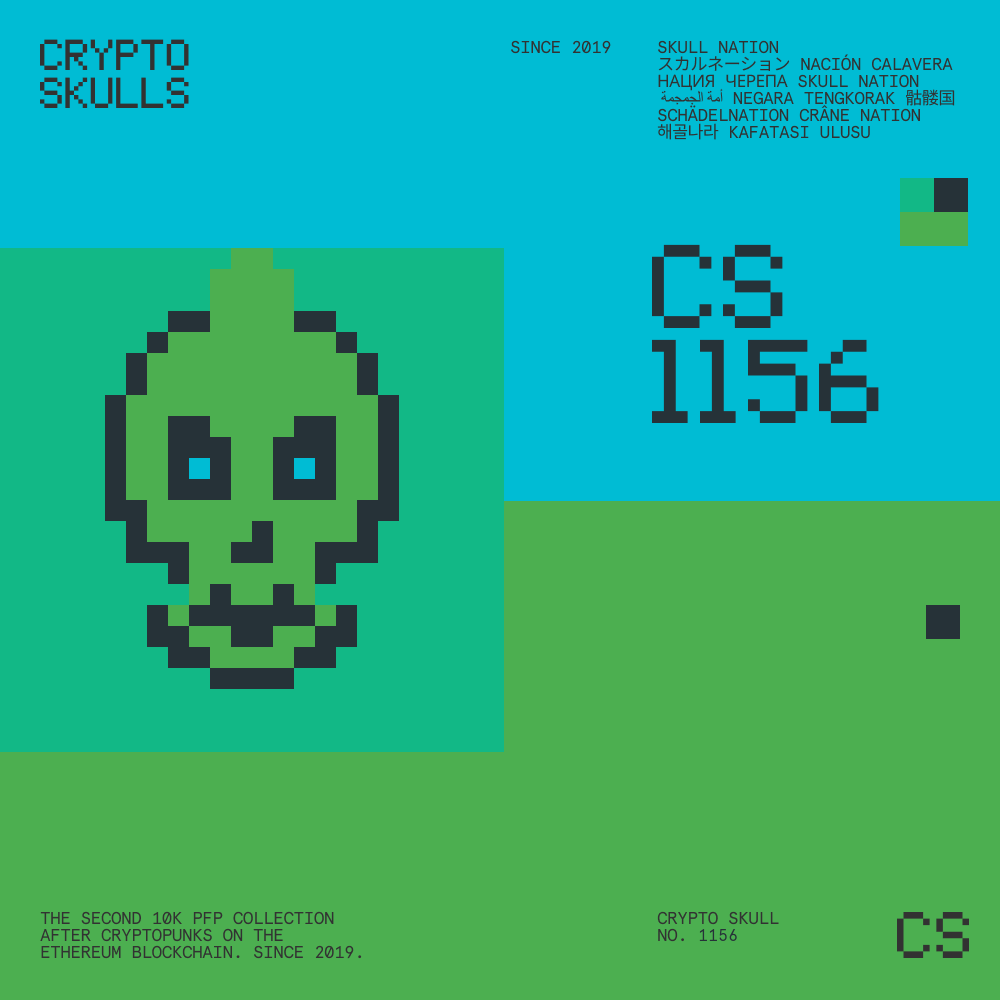 CRYPTO
SKULLS
SINCE 2019
SKULL NATION
スカルネーション NACIÓN CALAVERA
НАЦИЯ ЧЕРЕПА SKULL NATION
أمة الجمجمة NEGARA TENGKORAK 骷髅国
SCHÄDELNATION CRÂNE NATION
해골나라 KAFATASI ULUSU
CS
1156
THE SECOND 10K PFP COLLECTION
AFTER CRYPTOPUNKS ON THE
ETHEREUM BLOCKCHAIN. SINCE 2019.
CRYPTO SKULL
NO. 1156
CS